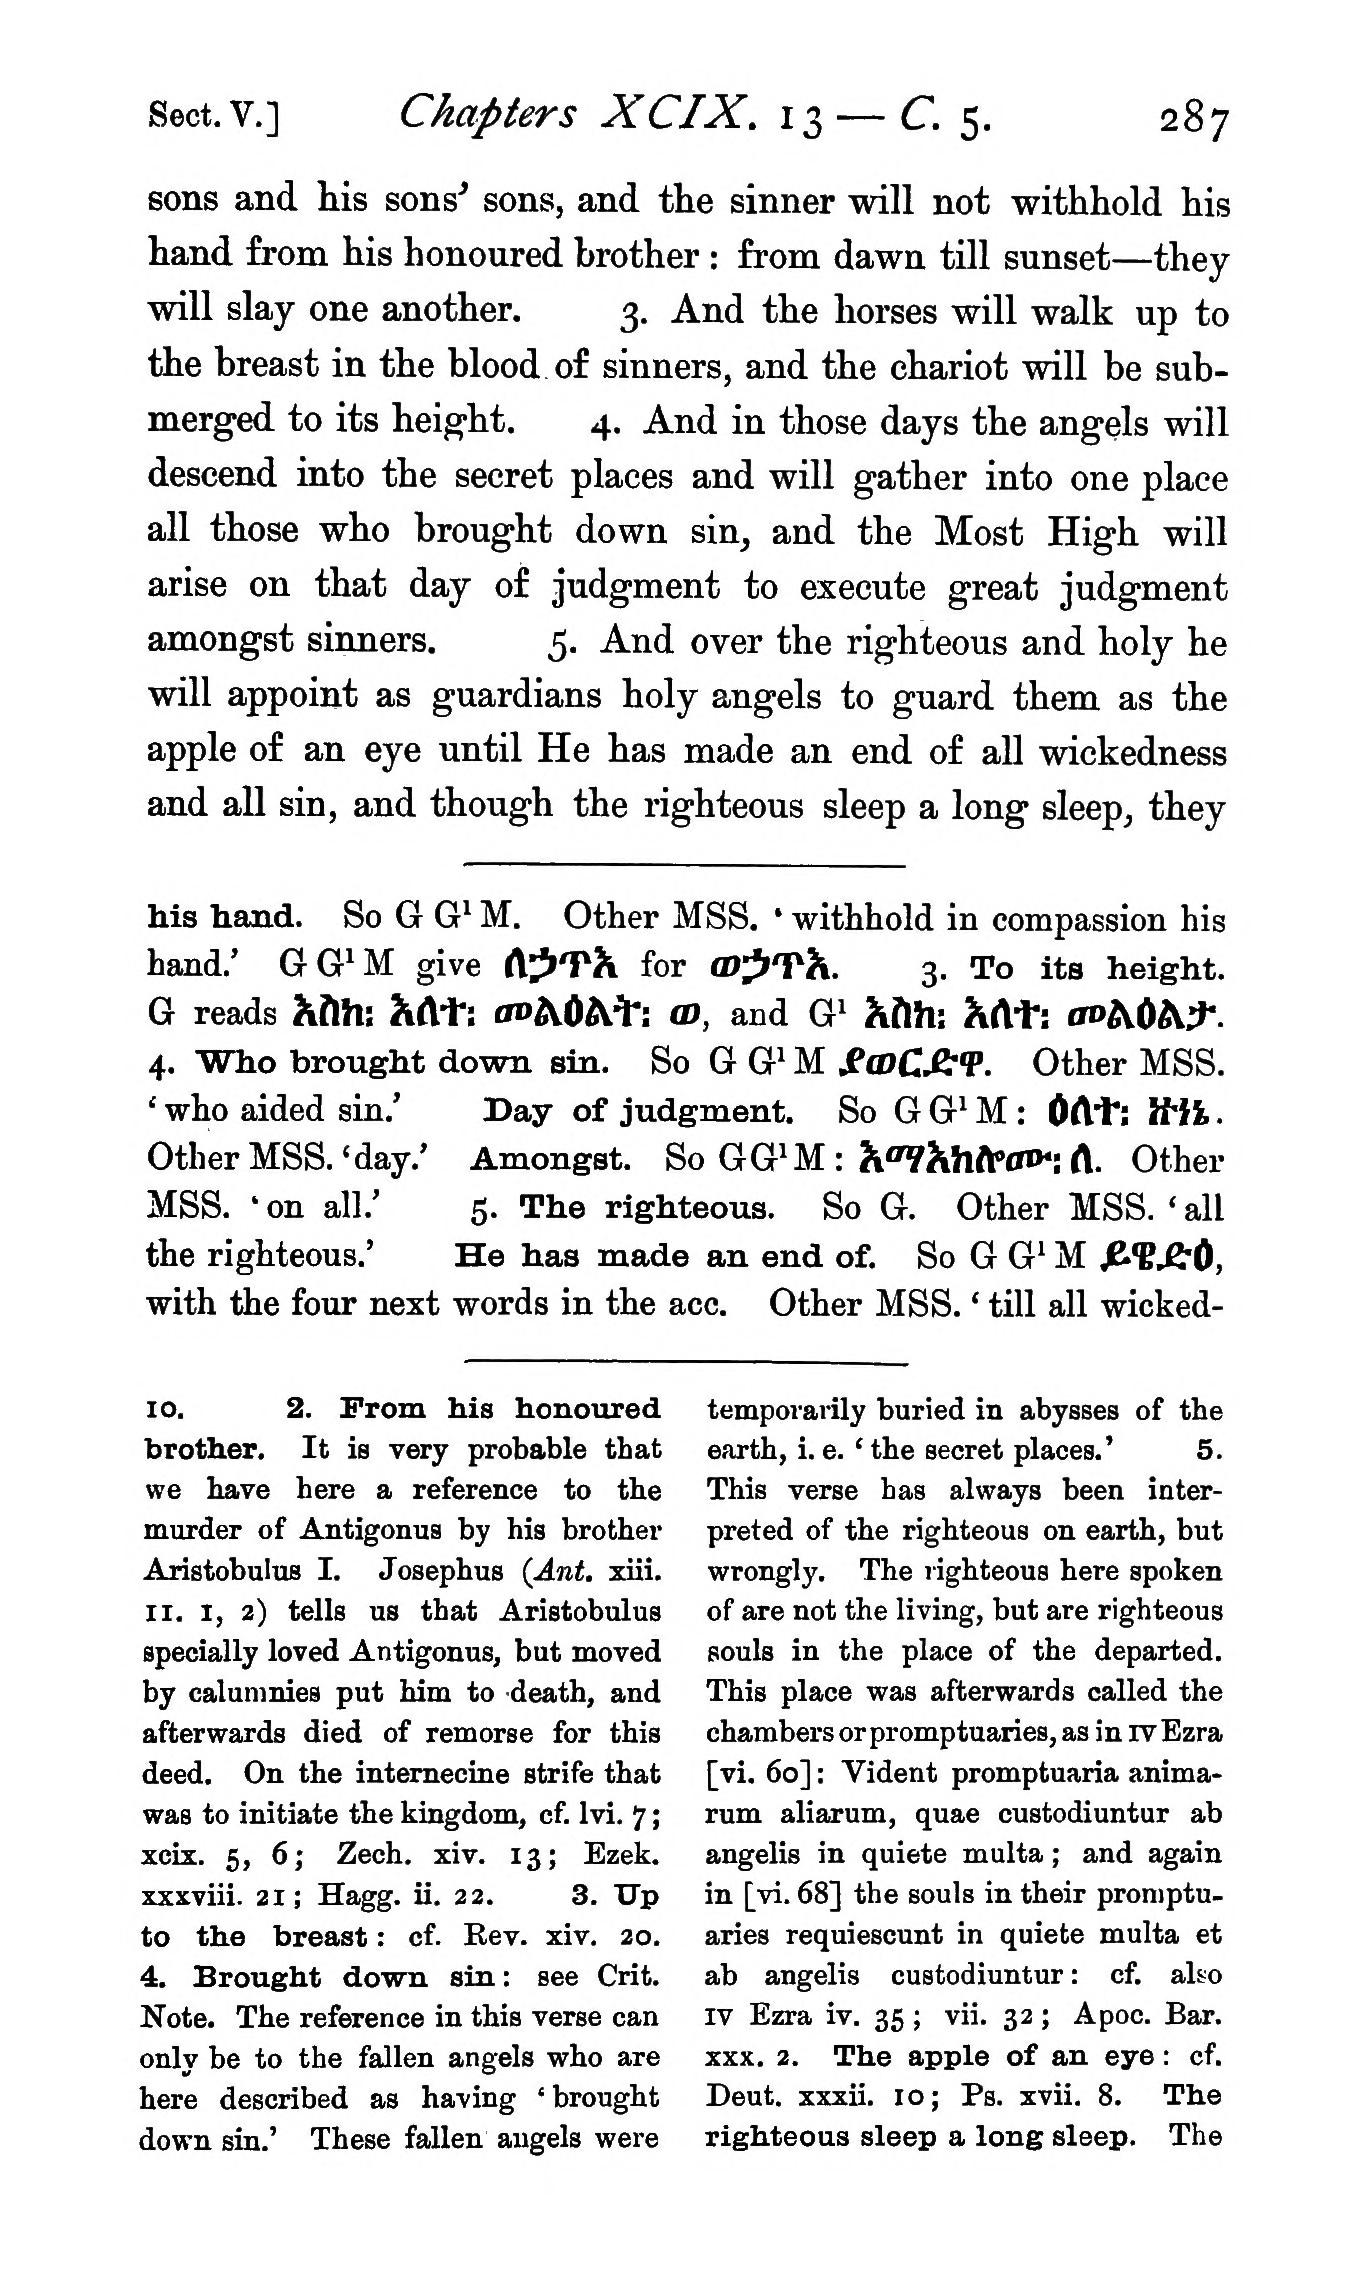 Sect. V.] Chapters XCIX. 13 — C. 5. 287
sons and his sons' sons, and the sinner will not withhold his
hand from his honoured brother : from dawn till sunset—they
will slay one another. 3. And the horses will walk up to
the breast in the blood of sinners, and the chariot will be sub-
merged to its height. 4. And in those days the angels will
descend into the secret places and will gather into one place
all those who brought down sin, and the Most High will
arise on that day of judgment to execute great judgment
amongst sinners. 5. And over the righteous and holy he
will appoint as guardians holy angels to guard them as the
apple of an eye until He has made an end of all wickedness
and all sin, and though the righteous sleep a long sleep, they
his hand. So G G¹ M. Other MSS. ‘withhold in compassion his
hand.’ G G¹ M give ለኃጥእ for ወኃጥእ. 3. To its height.
G reads እስከ፡ እለተ፡ መልዕልት፡ ወ, and G¹ እስከ፡ እለተ፡ መልዕልታ.
4. Who brought down sin. So G G¹ M ያወርድዋ. Other MSS.
‘who aided sin.’ Day of judgment. So G G¹ M : ዕለተ፡ ኵነኔ.
Other MSS. ‘day.’ Amongst. So G G¹ M : እማእከሎሙ፡ ለ. Other
MSS. ‘on all.’ 5. The righteous. So G. Other MSS. ‘all
the righteous.’ He has made an end of. So G G¹ M ይዌድዕ,
with the four next words in the acc. Other MSS. ‘till all wicked-
10. 2. From his honoured
brother. It is very probable that
we have here a reference to the
murder of Antigonus by his brother
Aristobulus I. Josephus (Ant. xiii.
11. 1, 2) tells us that Aristobulus
specially loved Antigonus, but moved
by calumnies put him to death, and
afterwards died of remorse for this
deed. On the internecine strife that
was to initiate the kingdom, cf. lvi. 7;
xcix. 5, 6; Zech. xiv. 13; Ezek.
xxxviii. 21; Hagg. ii. 22. 3. Up
to the breast : cf. Rev. xiv. 20.
4. Brought down sin : see Crit.
Note. The reference in this verse can
only be to the fallen angels who are
here described as having ‘brought
down sin.’ These fallen angels were
temporarily buried in abysses of the
earth, i. e. ‘the secret places.’ 5.
This verse has always been inter-
preted of the righteous on earth, but
wrongly. The righteous here spoken
of are not the living, but are righteous
souls in the place of the departed.
This place was afterwards called the
chambers or promptuaries, as in IV Ezra
[vi. 60]: Vident promptuaria anima-
rum aliarum, quae custodiuntur ab
angelis in quiete multa ; and again
in [vi. 68] the souls in their promptu-
aries requiescunt in quiete multa et
ab angelis custodiuntur : cf. also
IV Ezra iv. 35 ; vii. 32 ; Apoc. Bar.
xxx. 2. The apple of an eye : cf.
Deut. xxxii. 10; Ps. xvii. 8. The
righteous sleep a long sleep. The